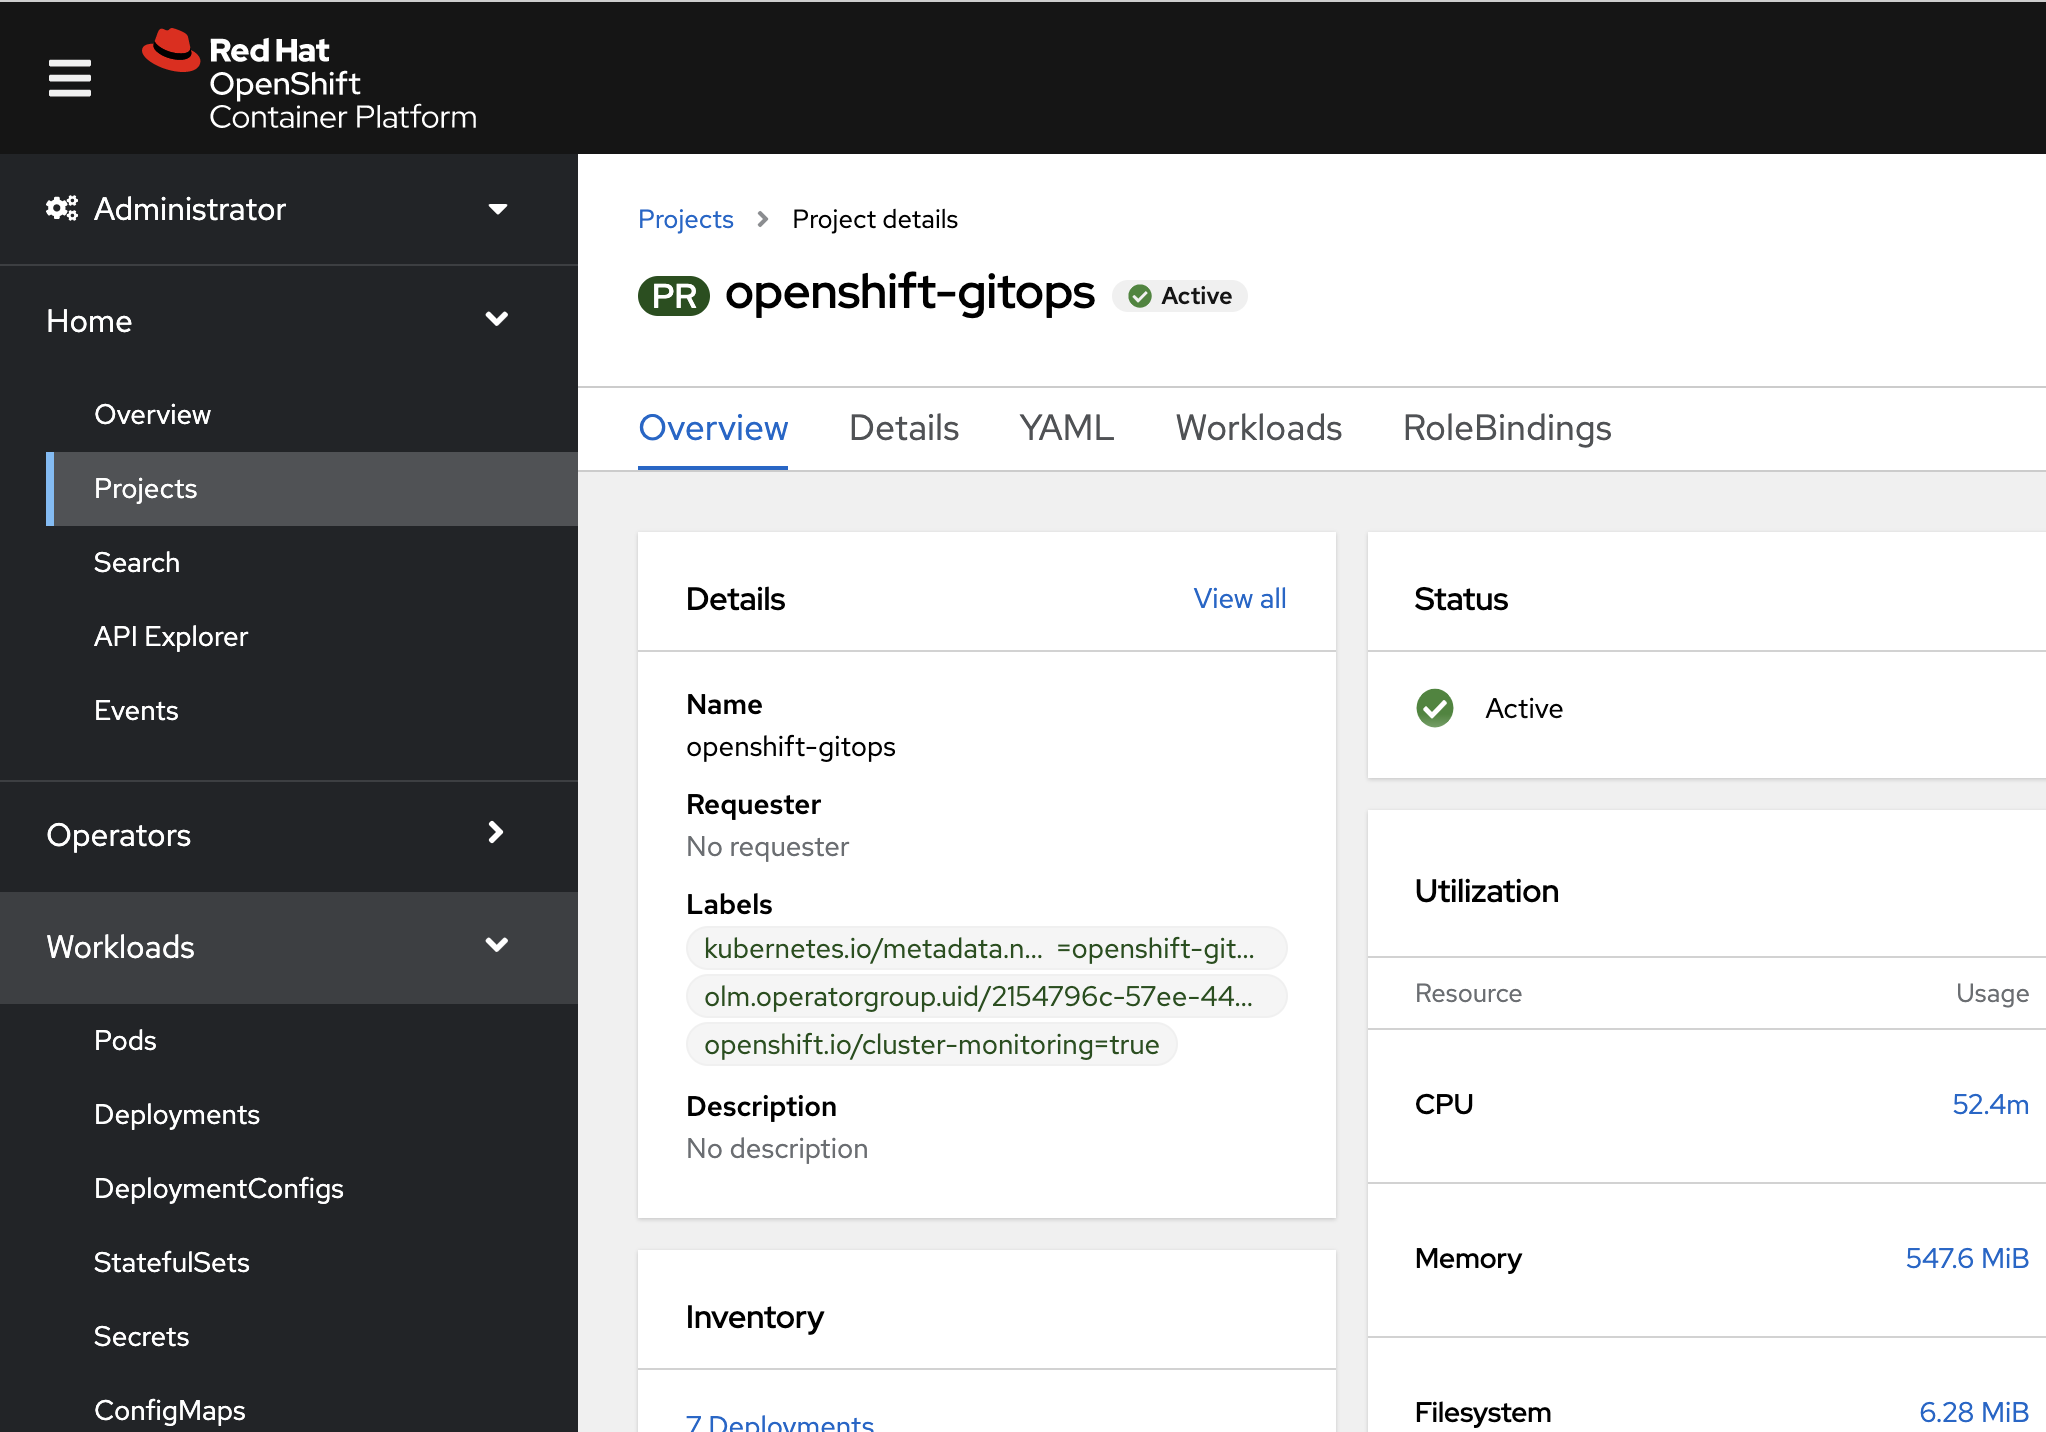 Red Hat
OpenShift
Container Platform
Administrator
Home
Overview
Projects
Search
API Explorer
Events
Operators
Workloads
Pods
Deployments
DeploymentConfigs
StatefulSets
Secrets
ConfigMaps
Projects > Project details
PR openshift-gitops Active
Overview Details YAML Workloads RoleBindings
Details View all
Name
openshift-gitops
Requester
No requester
Labels
kubernetes.io/metadata.n... =openshift-git...
olm.operatorgroup.uid/2154796c-57ee-44...
openshift.io/cluster-monitoring=true
Description
No description
Inventory
7 Deployments
Status
Active
Utilization
Resource Usage
CPU 52.4m
Memory 547.6 MiB
Filesystem 6.28 MiB